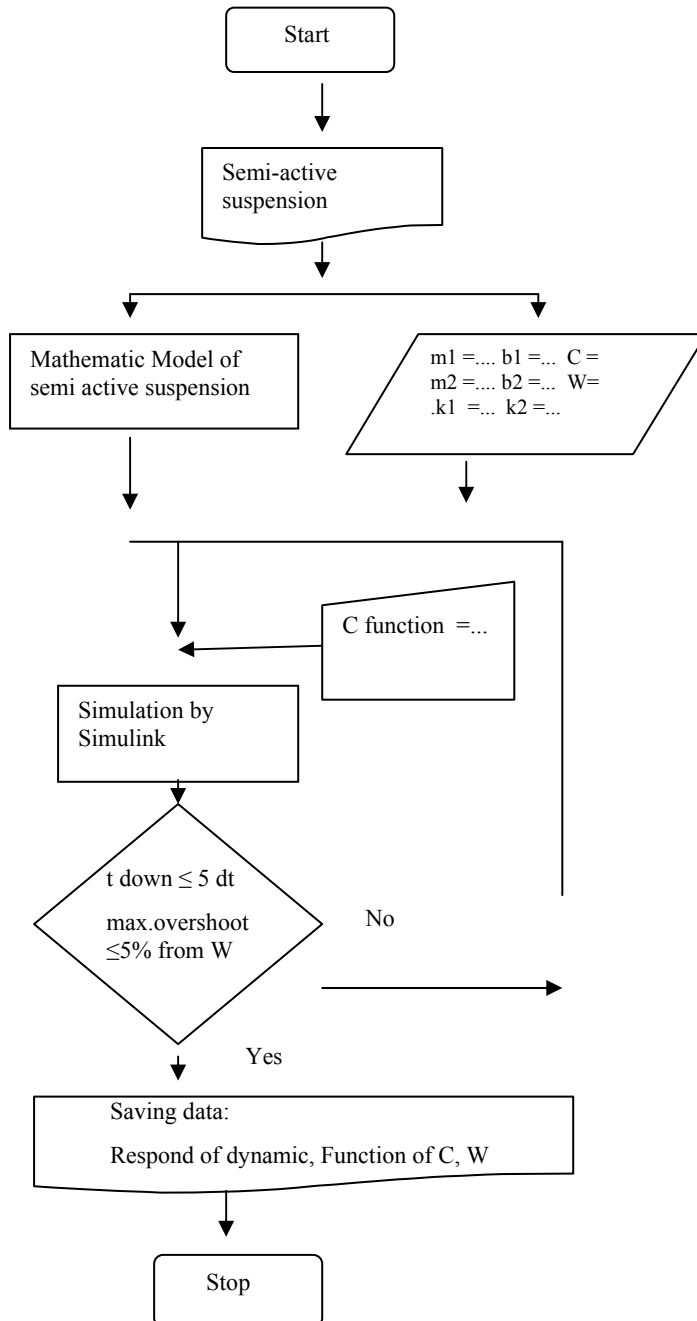 Start
Semi-active
suspension
Mathematic Model of
semi active suspension
m1 =.... b1 =... C =
m2 =.... b2 =... W=
.k1 =... k2 =...
C function =...
Simulation by
Simulink
t down ≤ 5 dt
max.overshoot
≤5% from W
No
Yes
Saving data:
Respond of dynamic, Function of C, W
Stop